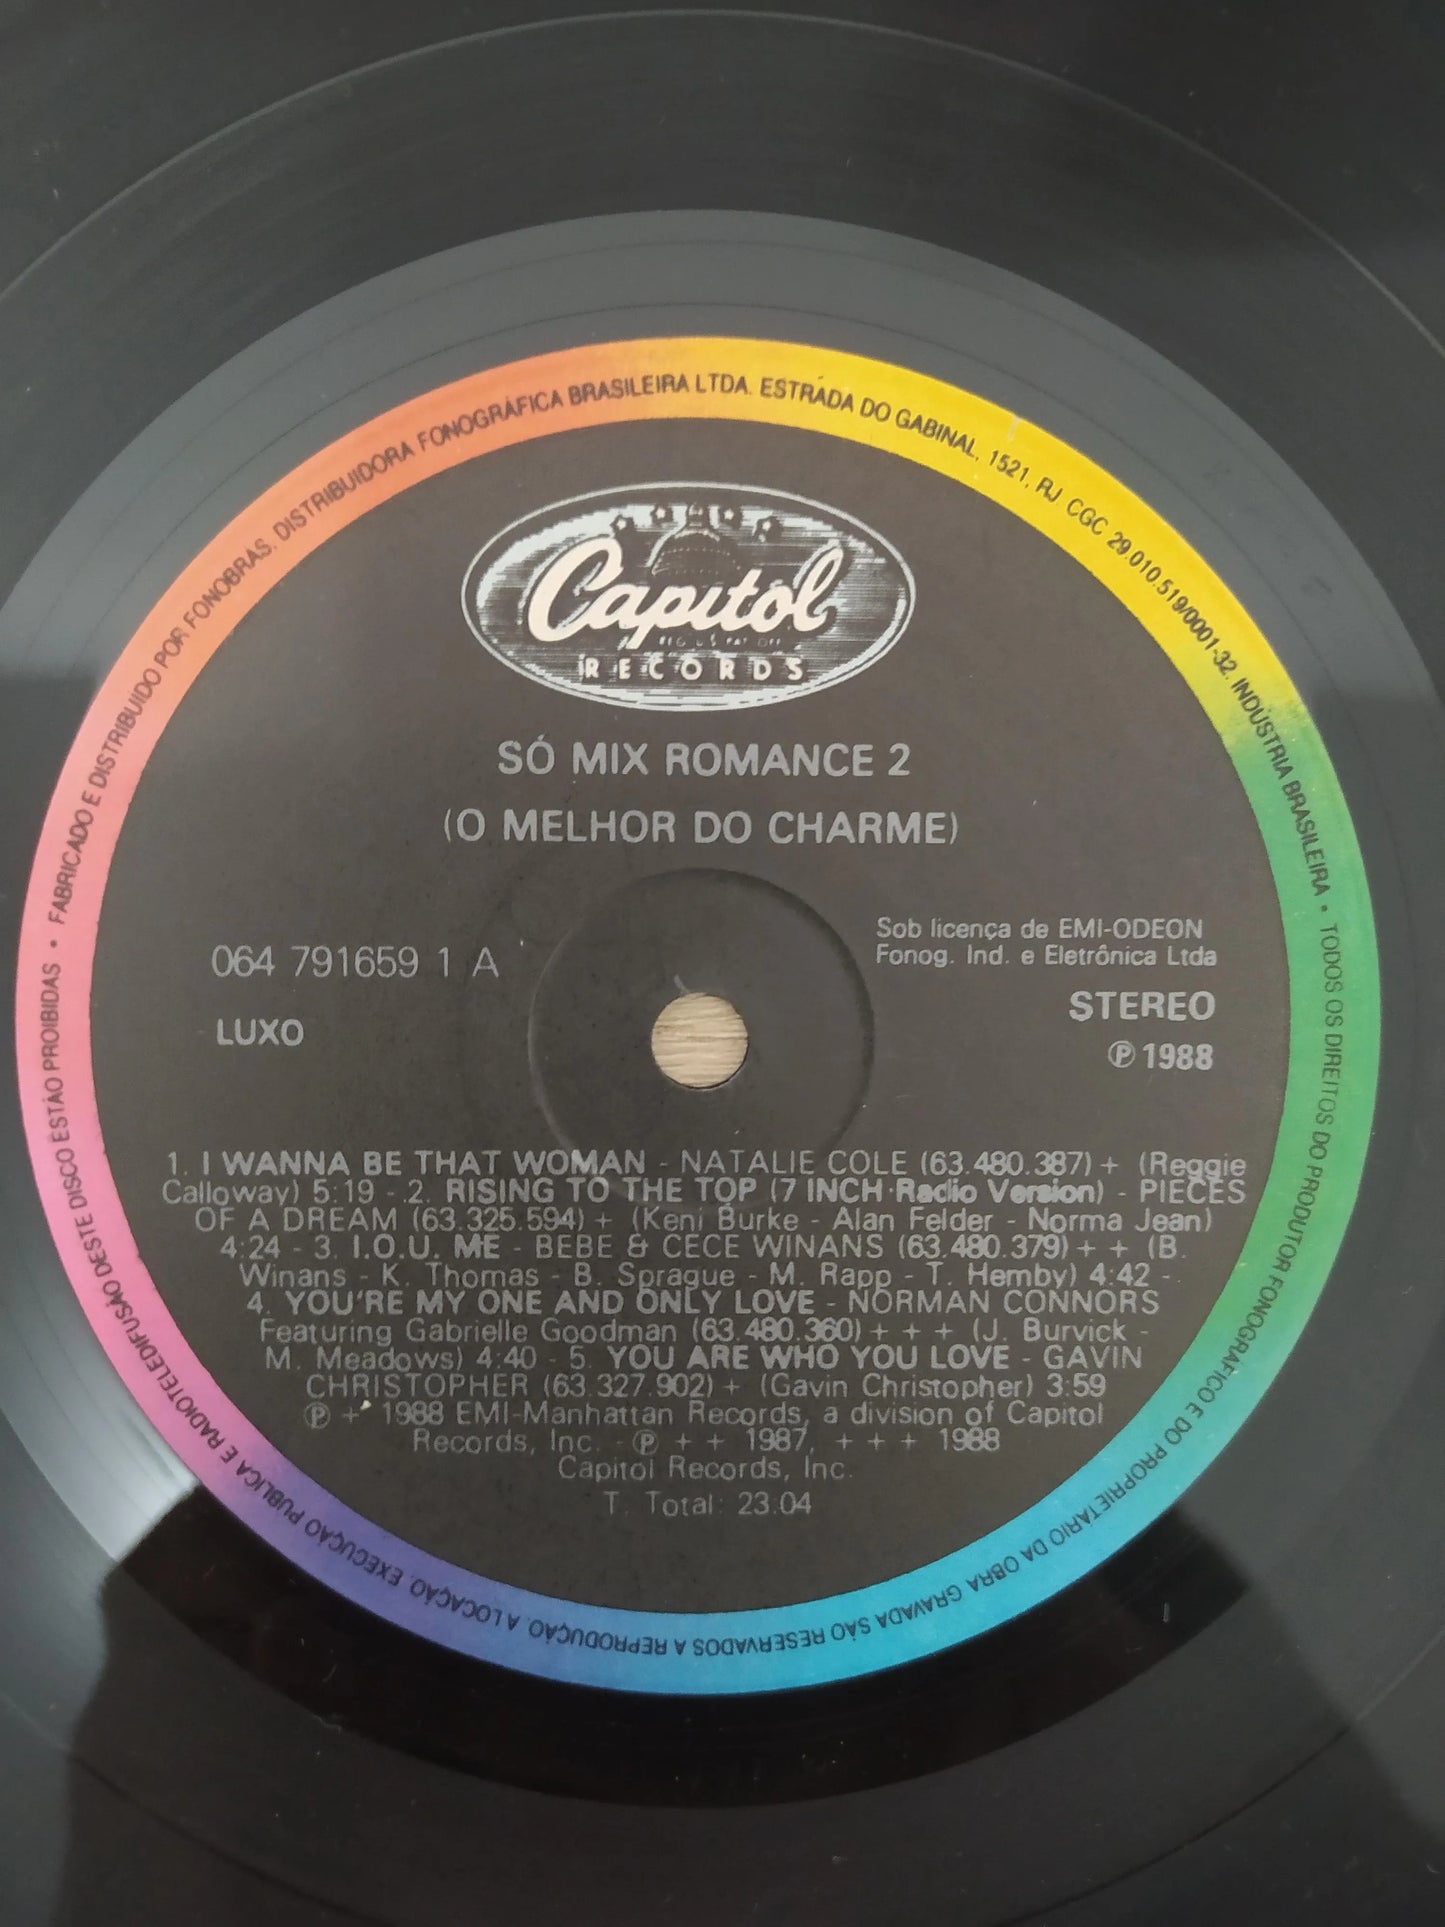 FABRICADO E DISTRIBUIDO POR FONOBRAS, DISTRIBUIDORA FONOGRÁFICA BRASILEIRA LTDA. ESTRADA DO GABINAL, 1521, RJ. CGC 29.010.519/0001-32. INDÚSTRIA BRASILEIRA • TODOS OS DIREITOS DO PRODUTOR FONOGRÁFICO E DO PROPRIETÁRIO DA OBRA GRAVADA SÃO RESERVADOS A REPRODUÇÃO. A LOCAÇÃO. EXECUÇÃO PÚBLICA E RADIOTELEDIFUSÃO DESTE DISCO ESTÃO PROIBIDAS •
Capitol
RECORDS
SÓ MIX ROMANCE 2
(O MELHOR DO CHARME)
Sob licença de EMI-ODEON
Fonog. Ind. e Eletrônica Ltda
064 791659 1 A
STEREO
LUXO
℗ 1988
1. I WANNA BE THAT WOMAN - NATALIE COLE (63.480.387) + (Reggie
Calloway) 5:19 - 2. RISING TO THE TOP (7 INCH Radio Version) - PIECES
OF A DREAM (63.325.594) + (Keni Burke - Alan Felder - Norma Jean)
4:24 - 3. I.O.U. ME - BEBE & CECE WINANS (63.480.379) + + (B.
Winans - K. Thomas - B. Sprague - M. Rapp - T. Hemby) 4:42 -
4. YOU'RE MY ONE AND ONLY LOVE - NORMAN CONNORS
Featuring Gabrielle Goodman (63.480.360) + + + (J. Burvick -
M. Meadows) 4:40 - 5. YOU ARE WHO YOU LOVE - GAVIN
CHRISTOPHER (63.327.902) + (Gavin Christopher) 3:59
℗ + 1988 EMI-Manhattan Records, a division of Capitol
Records, Inc. - ℗ + + 1987, + + + 1988
Capitol Records, Inc.
T. Total: 23:04